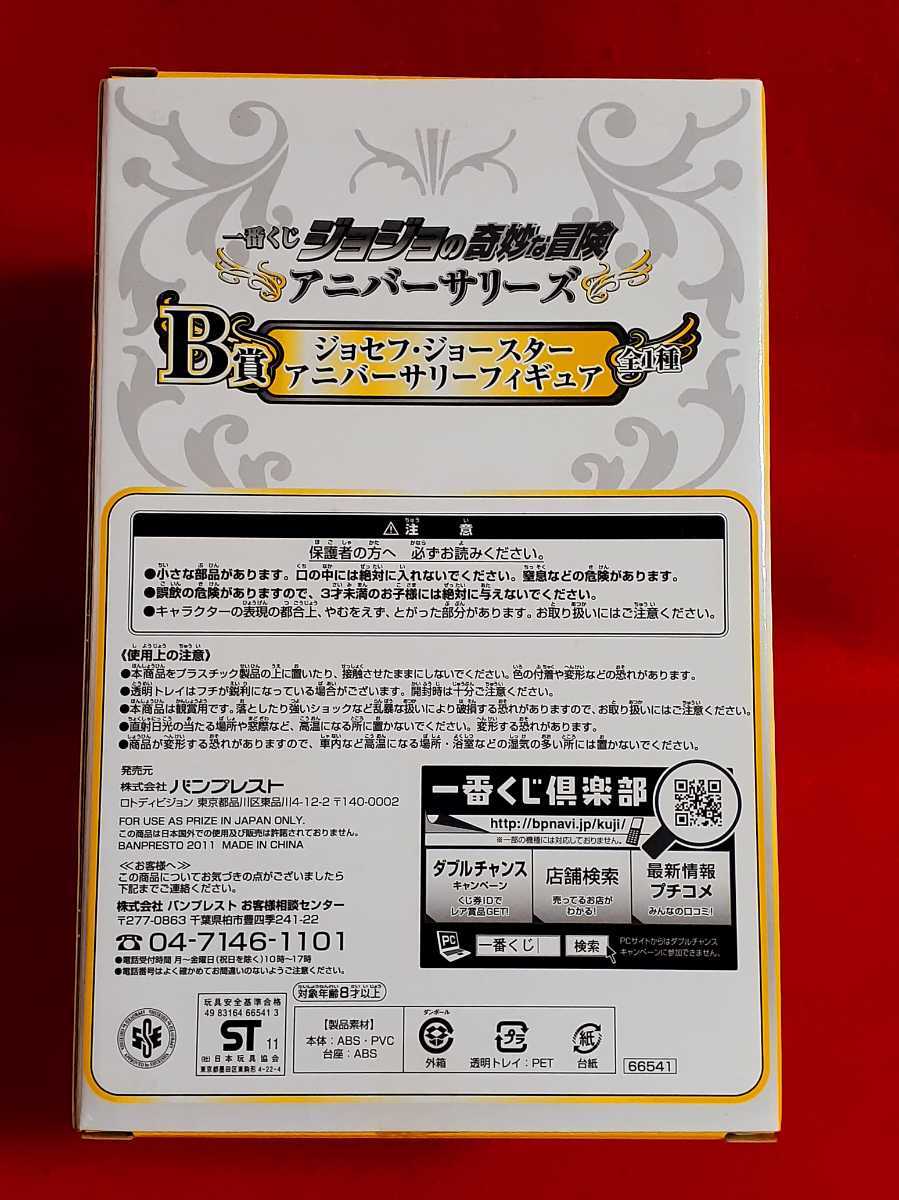 一番くじ ジョジョの奇妙な冒険
アニバーサリーズ
B賞 ジョセフ・ジョースター
アニバーサリーフィギュア 全1種
⚠注意
保護者の方へ 必ずお読みください。
●小さな部品があります。口の中には絶対に入れないでください。窒息などの危険があります。
●誤飲の危険がありますので、3才未満のお子様には絶対に与えないでください。
●キャラクターの表現の都合上、やむをえず、とがった部分があります。お取り扱いにはご注意ください。
《使用上の注意》
●本商品をプラスチック製品の上に置いたり、接触させたままにしないでください。色の付着や変形などの恐れがあります。
●透明トレイはフチが鋭利になっている場合がございます。開封時は十分ご注意ください。
●本商品は観賞用です。落としたり強いショックなど乱暴な扱いにより破損する恐れがありますので、お取り扱いにはご注意ください。
●直射日光の当たる場所や窓際など、高温になる所に置かないでください。変形する恐れがあります。
●商品が変形する恐れがありますので、車内など高温になる場所・浴室などの湿気の多い所には置かないでください。
発売元
株式会社 バンプレスト
ロトディビジョン 東京都品川区東品川4-12-2 〒140-0002
FOR USE AS PRIZE IN JAPAN ONLY.
この商品は日本国外での使用及び販売は許諾されておりません。
BANPRESTO 2011 MADE IN CHINA
≪お客様へ≫
この商品についてお気づきの点がございましたら
下記までご連絡ください。
株式会社 バンプレスト お客様相談センター
〒277-0863 千葉県柏市豊四季241-22
☎04-7146-1101
●電話受付時間 月〜金曜日(祝日を除く)10時〜17時
●電話番号はよく確かめてお間違いのないようご注意ください。
一番くじ倶楽部
http://bpnavi.jp/kuji/
※一部の機種には対応しておりません。
ダブルチャンス
キャンペーン
くじ券IDで
レア賞品GET!
店舗検索
売ってるお店が
わかる!
最新情報
プチコメ
みんなの口コミ!
PC 一番くじ 検索
PCサイトからはダブルチャンス
キャンペーンに参加できません。
対象年齢8才以上
玩具安全基準合格
49 83164 66541 3
ST 11
(社)日本玩具協会
東京都墨田区東駒形4-22-4
【製品素材】
本体:ABS・PVC
台座:ABS
ダンボール
外箱
プラ
透明トレイ:PET
紙
台紙
66541